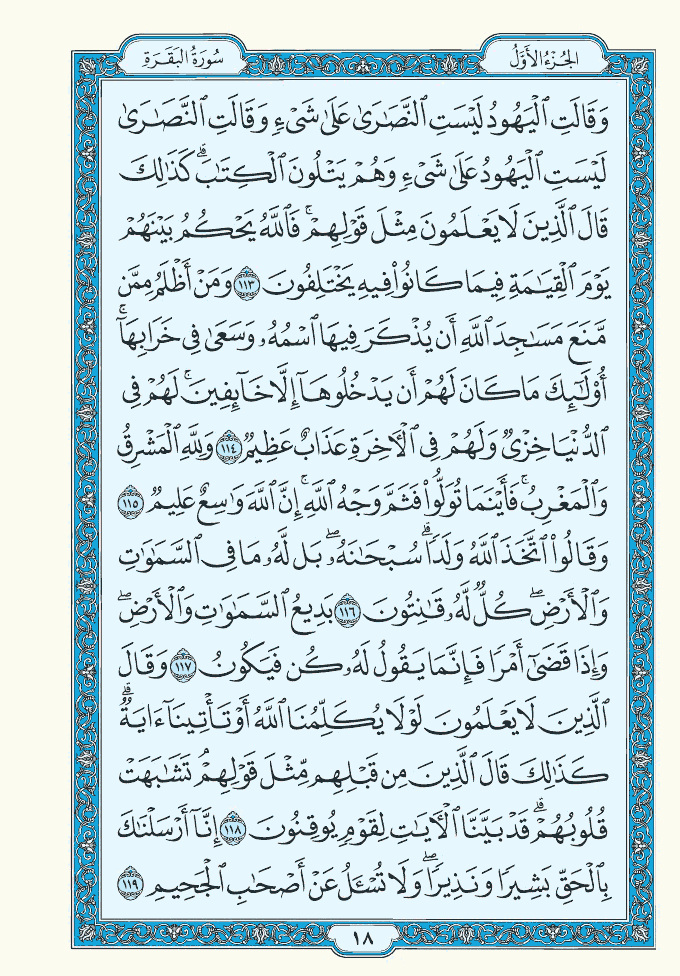 الجُزْءُ الأَوَّلُ
سُورَةُ البَقَرَةِ
وَقَالَتِ ٱلۡيَهُودُ لَيۡسَتِ ٱلنَّصَٰرَىٰ عَلَىٰ شَيۡءٖ وَقَالَتِ ٱلنَّصَٰرَىٰ
لَيۡسَتِ ٱلۡيَهُودُ عَلَىٰ شَيۡءٖ وَهُمۡ يَتۡلُونَ ٱلۡكِتَٰبَۗ كَذَٰلِكَ
قَالَ ٱلَّذِينَ لَا يَعۡلَمُونَ مِثۡلَ قَوۡلِهِمۡۚ فَٱللَّهُ يَحۡكُمُ بَيۡنَهُمۡ
يَوۡمَ ٱلۡقِيَٰمَةِ فِيمَا كَانُواْ فِيهِ يَخۡتَلِفُونَ ١١٣ وَمَنۡ أَظۡلَمُ مِمَّن
مَّنَعَ مَسَٰجِدَ ٱللَّهِ أَن يُذۡكَرَ فِيهَا ٱسۡمُهُۥ وَسَعَىٰ فِي خَرَابِهَآۚ
أُوْلَٰٓئِكَ مَا كَانَ لَهُمۡ أَن يَدۡخُلُوهَآ إِلَّا خَآئِفِينَۚ لَهُمۡ فِي
ٱلدُّنۡيَا خِزۡيٞ وَلَهُمۡ فِي ٱلۡأٓخِرَةِ عَذَابٌ عَظِيمٞ ١١٤ وَلِلَّهِ ٱلۡمَشۡرِقُ
وَٱلۡمَغۡرِبُۚ فَأَيۡنَمَا تُوَلُّواْ فَثَمَّ وَجۡهُ ٱللَّهِۚ إِنَّ ٱللَّهَ وَٰسِعٌ عَلِيمٞ ١١٥
وَقَالُواْ ٱتَّخَذَ ٱللَّهُ وَلَدٗاۗ سُبۡحَٰنَهُۥۖ بَل لَّهُۥ مَا فِي ٱلسَّمَٰوَٰتِ
وَٱلۡأَرۡضِۖ كُلّٞ لَّهُۥ قَٰنِتُونَ ١١٦ بَدِيعُ ٱلسَّمَٰوَٰتِ وَٱلۡأَرۡضِۖ
وَإِذَا قَضَىٰٓ أَمۡرٗا فَإِنَّمَا يَقُولُ لَهُۥ كُن فَيَكُونُ ١١٧ وَقَالَ
ٱلَّذِينَ لَا يَعۡلَمُونَ لَوۡلَا يُكَلِّمُنَا ٱللَّهُ أَوۡ تَأۡتِينَآ ءَايَةٞۗ
كَذَٰلِكَ قَالَ ٱلَّذِينَ مِن قَبۡلِهِم مِّثۡلَ قَوۡلِهِمۡۘ تَشَٰبَهَتۡ
قُلُوبُهُمۡۗ قَدۡ بَيَّنَّا ٱلۡأٓيَٰتِ لِقَوۡمٖ يُوقِنُونَ ١١٨ إِنَّآ أَرۡسَلۡنَٰكَ
بِٱلۡحَقِّ بَشِيرٗا وَنَذِيرٗاۖ وَلَا تُسۡـَٔلُ عَنۡ أَصۡحَٰبِ ٱلۡجَحِيمِ ١١٩
١٨